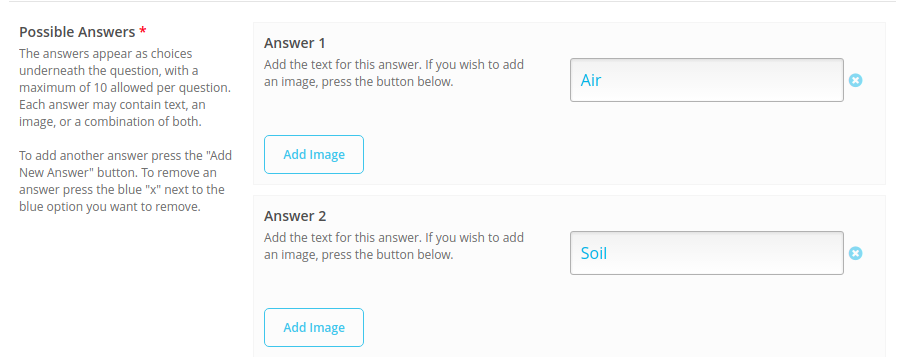 Possible Answers *
The answers appear as choices
underneath the question, with a
maximum of 10 allowed per question.
Each answer may contain text, an
image, or a combination of both.
To add another answer press the "Add
New Answer" button. To remove an
answer press the blue "x" next to the
blue option you want to remove.
Answer 1
Add the text for this answer. If you wish to add
an image, press the button below.
Air
Add Image
Answer 2
Add the text for this answer. If you wish to add
an image, press the button below.
Soil
Add Image